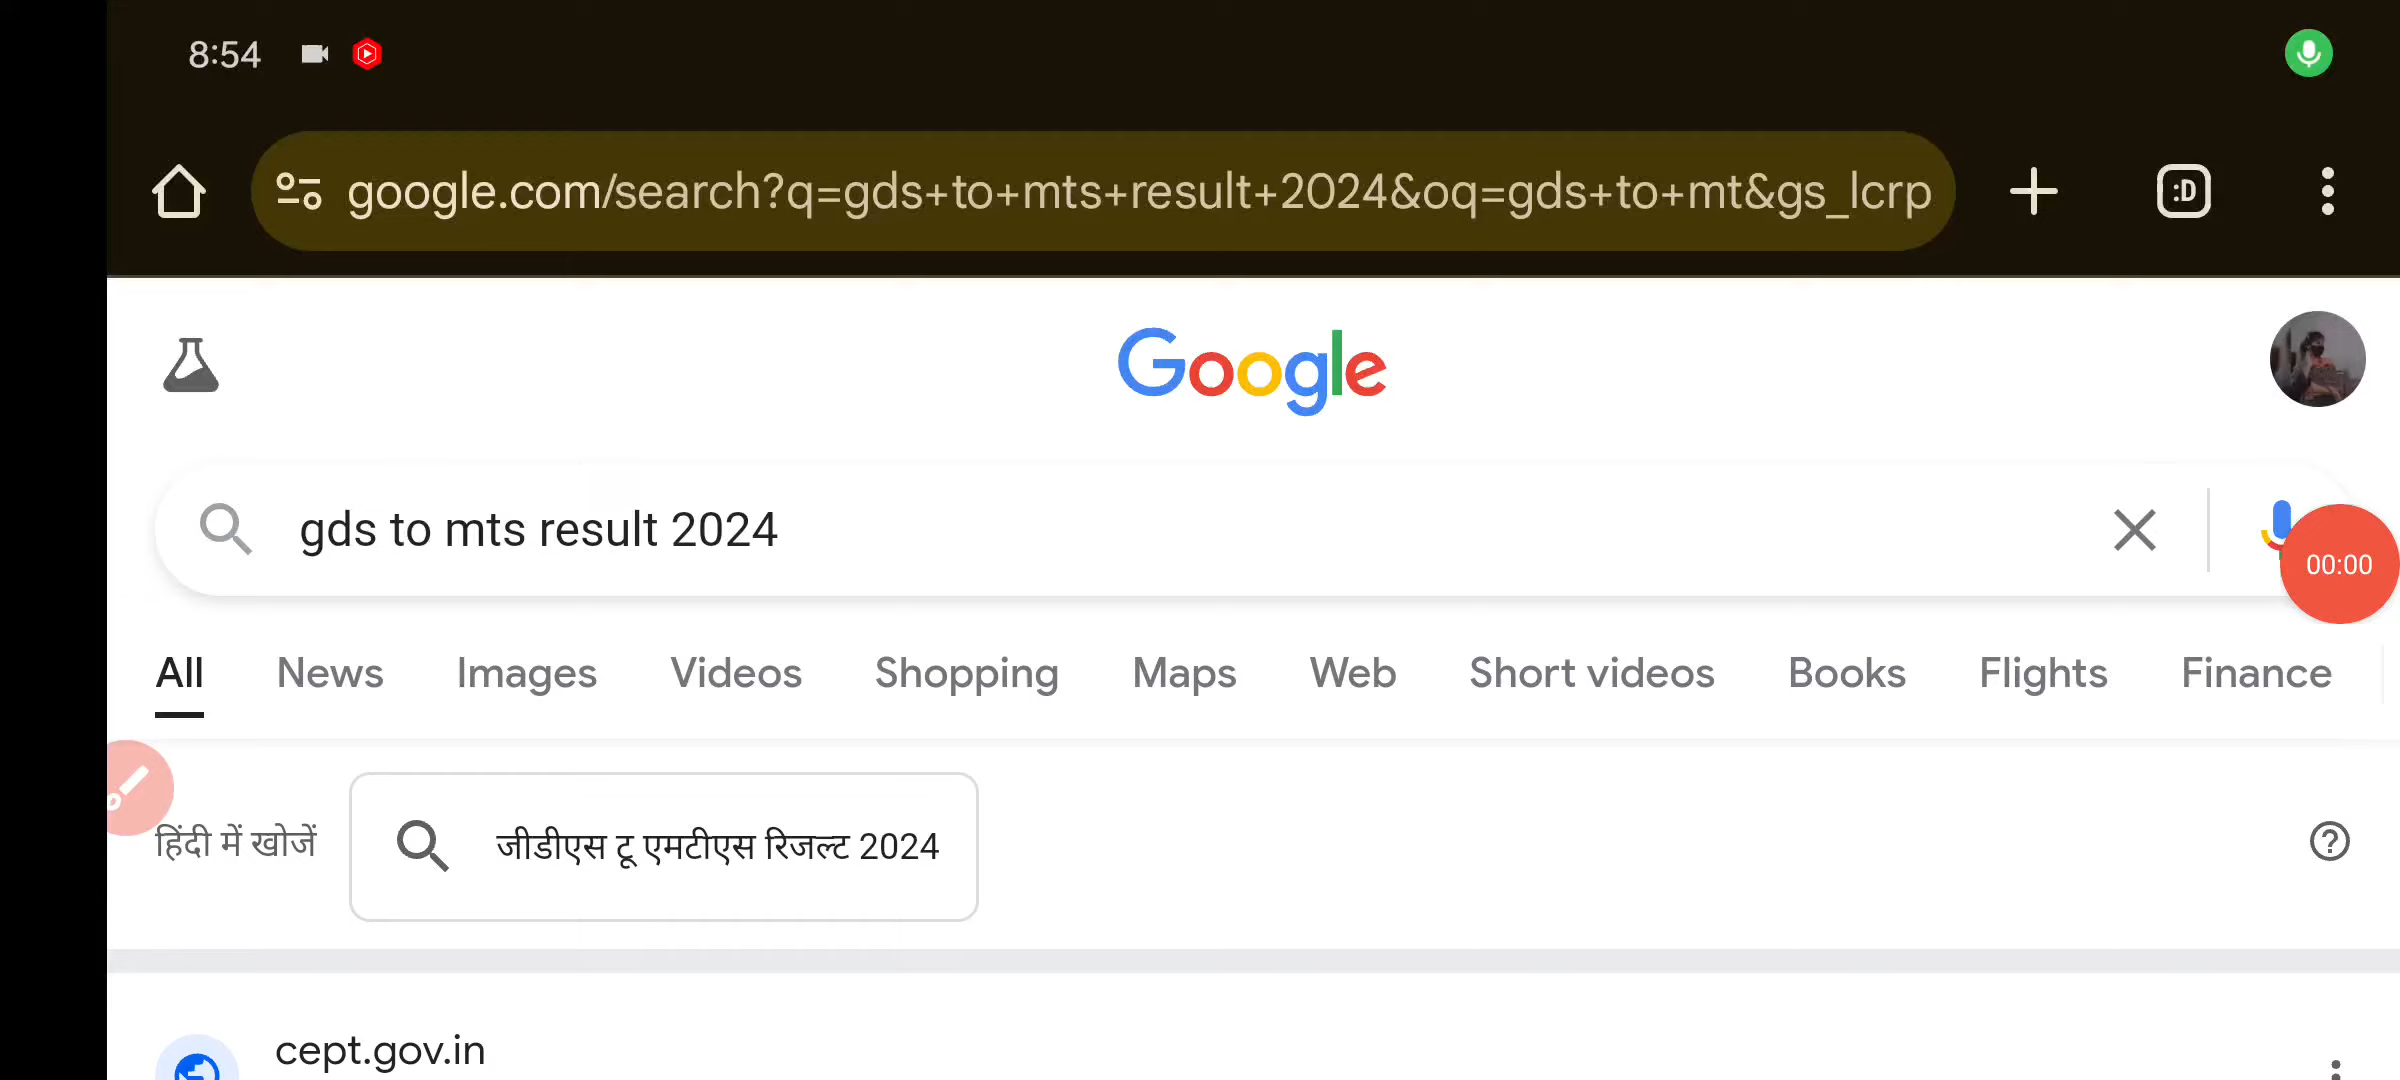 8:54
google.com/search?q=gds+to+mts+result+2024&oq=gds+to+mt&gs_lcrp
:D
Google
gds to mts result 2024
00:00
All News Images Videos Shopping Maps Web Short videos Books Flights Finance
हिंदी में खोजें
जीडीएस टू एमटीएस रिजल्ट 2024
cept.gov.in